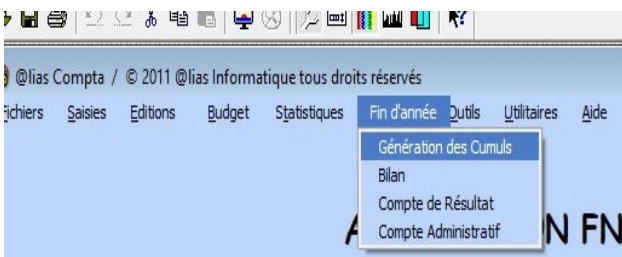 @lias Compta / © 2011 @lias Informatique tous droits réservés
Fichiers Saisies Editions Budget Statistiques Fin d'année Outils Utilitaires Aide
Génération des Cumuls
Bilan
Compte de Résultat
Compte Administratif